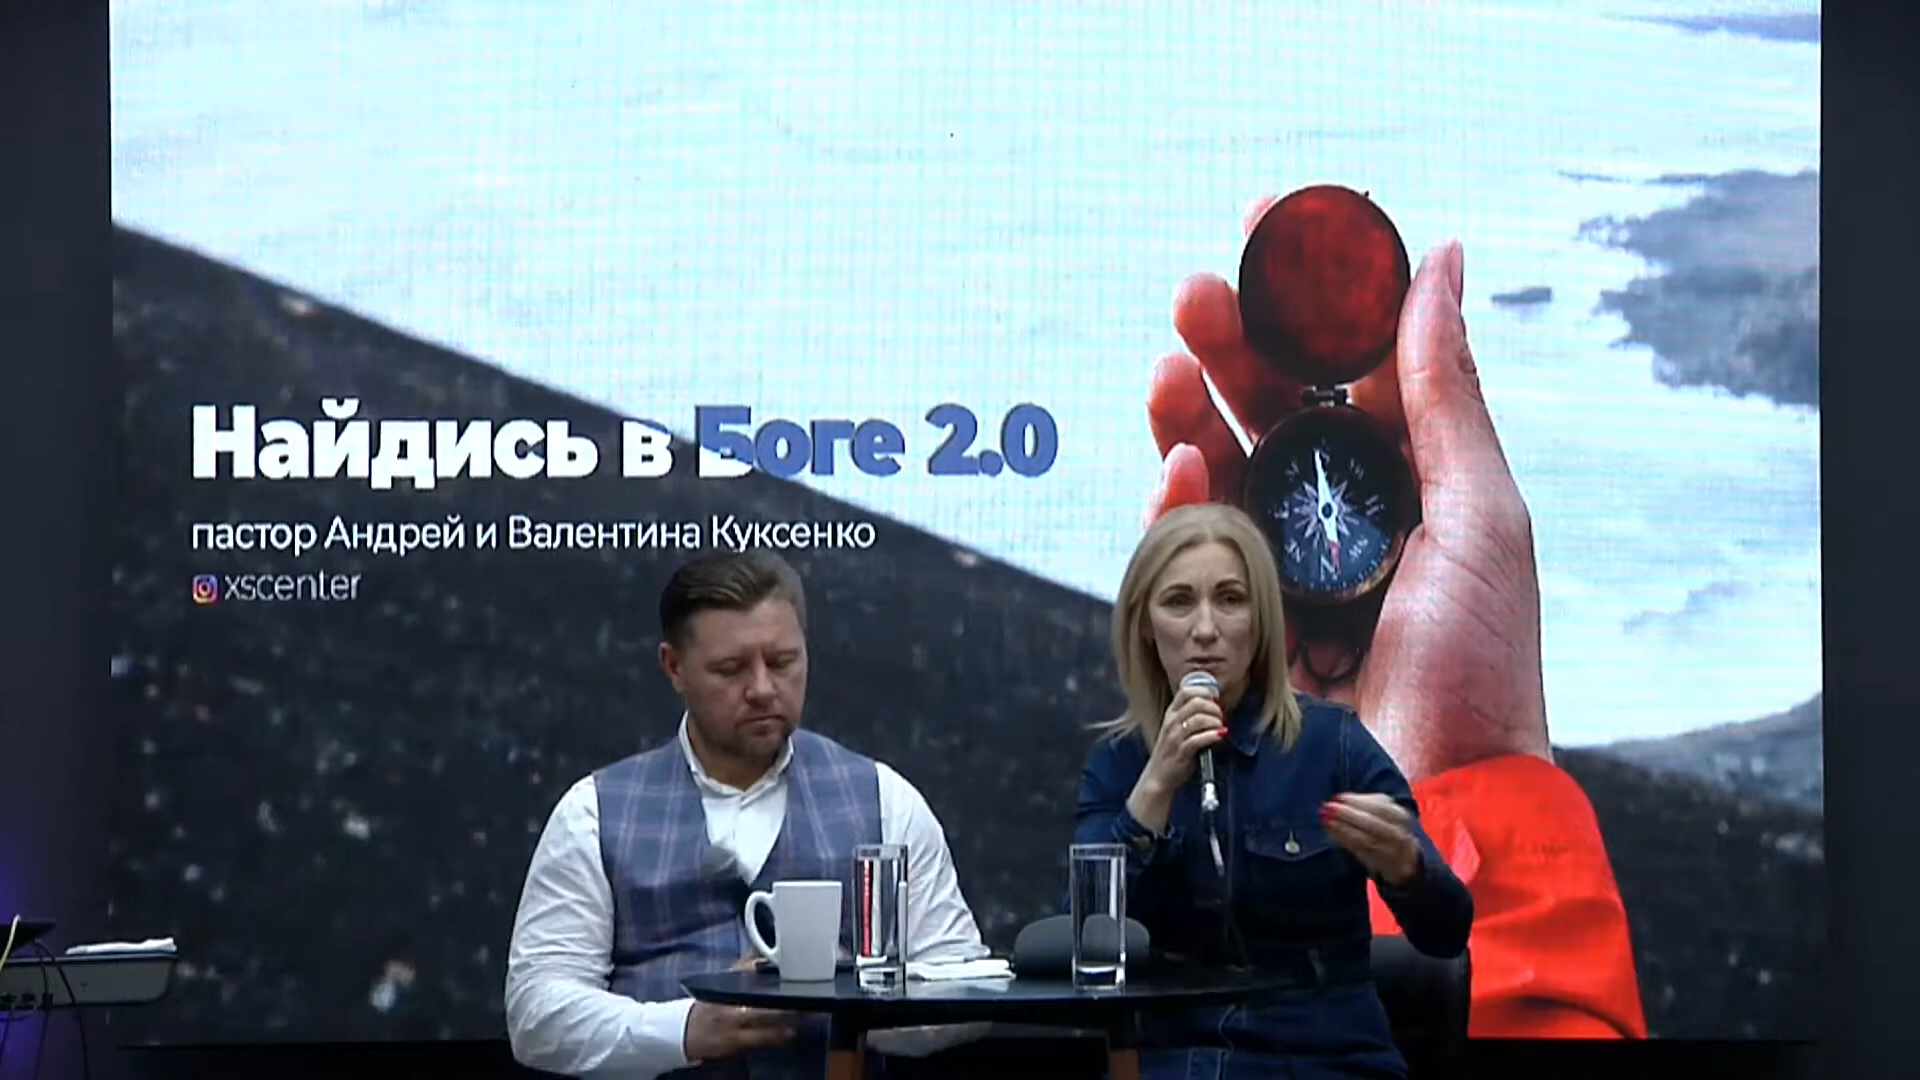 Найдись в Боге 2.0
пастор Андрей и Валентина Куксенко
xscenter